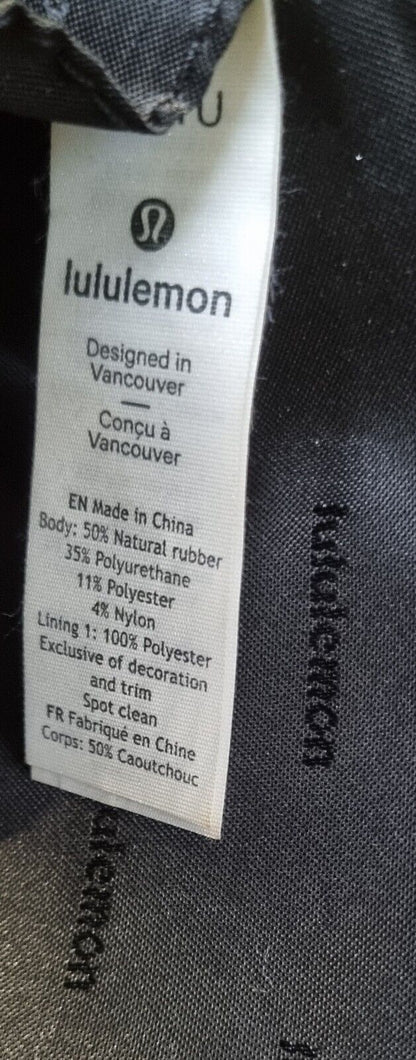 U
lululemon
Designed in
Vancouver
Conçu à
Vancouver
EN Made in China
Body: 50% Natural rubber
35% Polyurethane
11% Polyester
4% Nylon
Lining 1: 100% Polyester
Exclusive of decoration
and trim
Spot clean
FR Fabriqué en Chine
Corps: 50% Caoutchouc
lululemon
lulemon